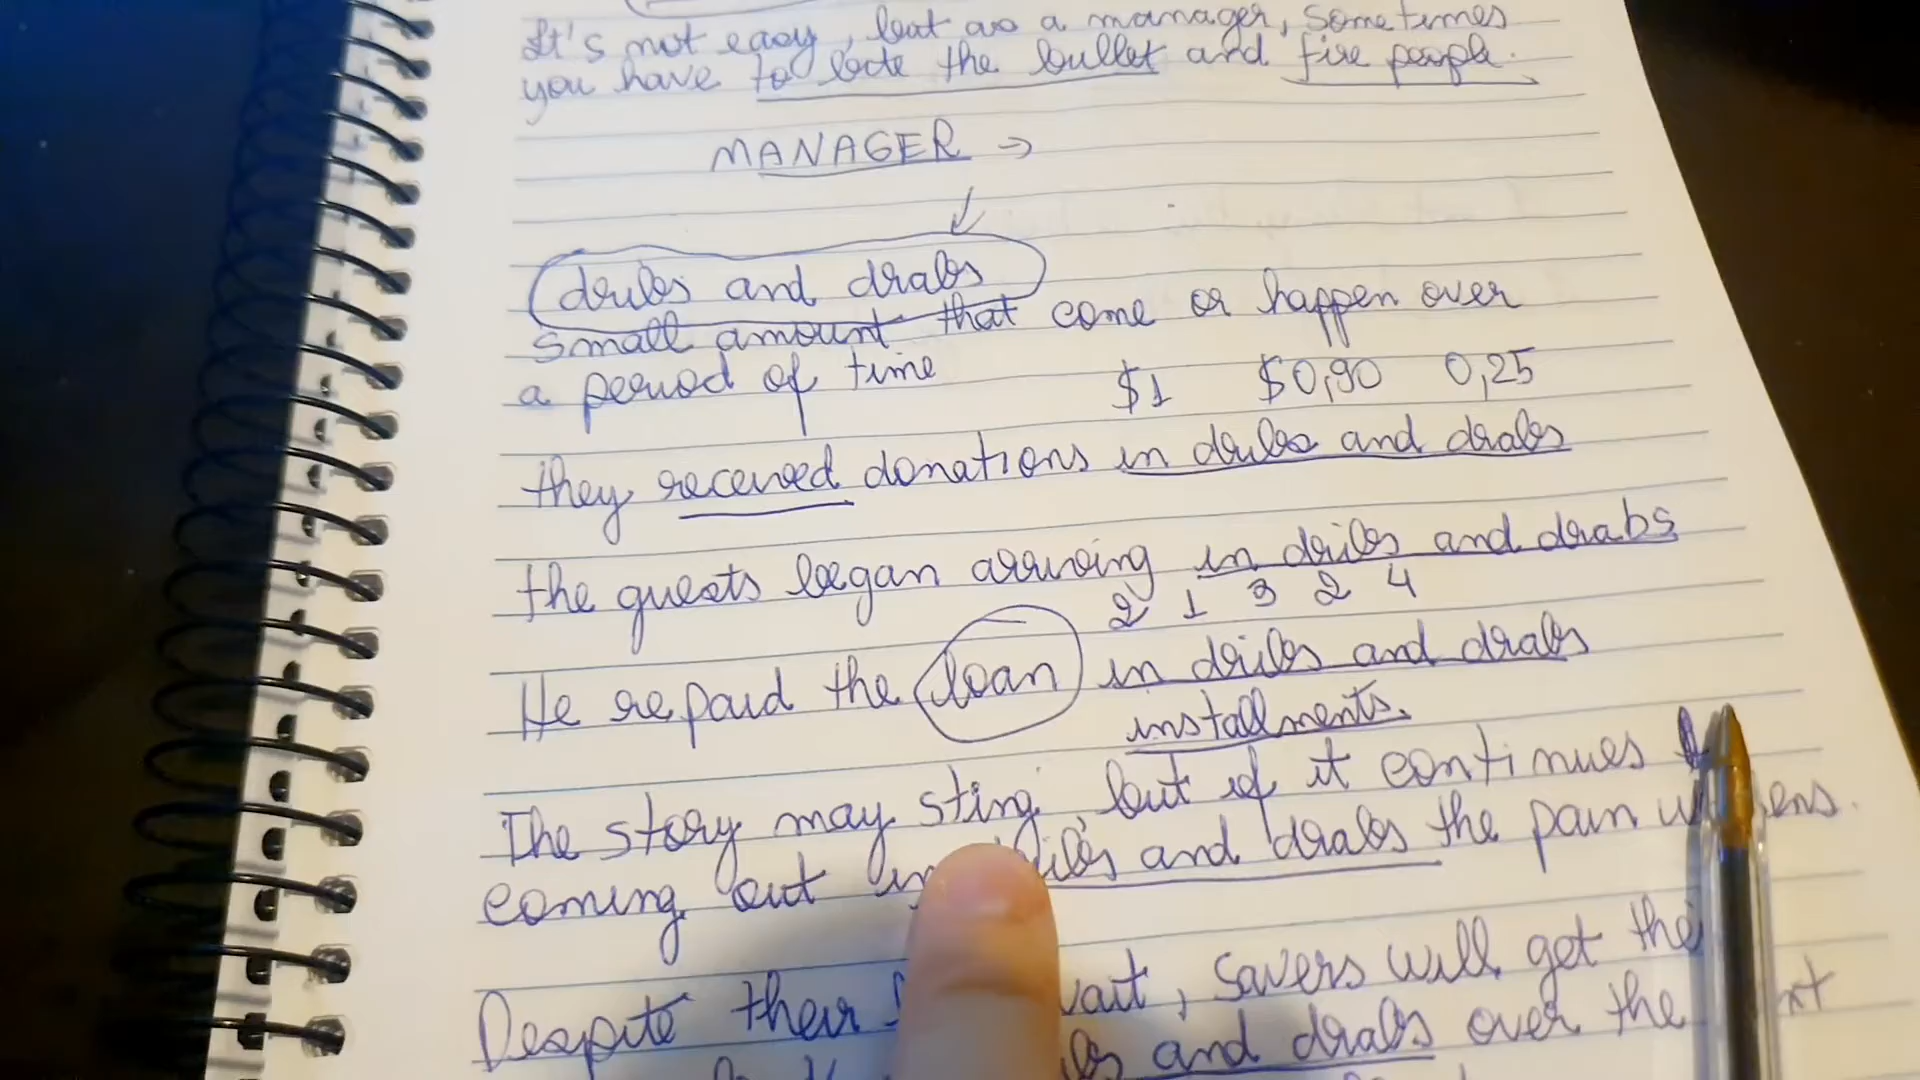 It's not easy, but as a manager, sometimes
you have to bite the bullet and fire people.
MANAGER →
dribs and drabs
small amount that come or happen over
a period of time $1 $0,90 0,25
they received donations in dribs and drabs
the guests began arriving in dribs and drabs
2 1 3 2 4
He repaid the loan in dribs and drabs
installments.
The story may sting, but if it continues
coming out in and drabs the pain
Despite their wait, savers will get the
and drabs over the